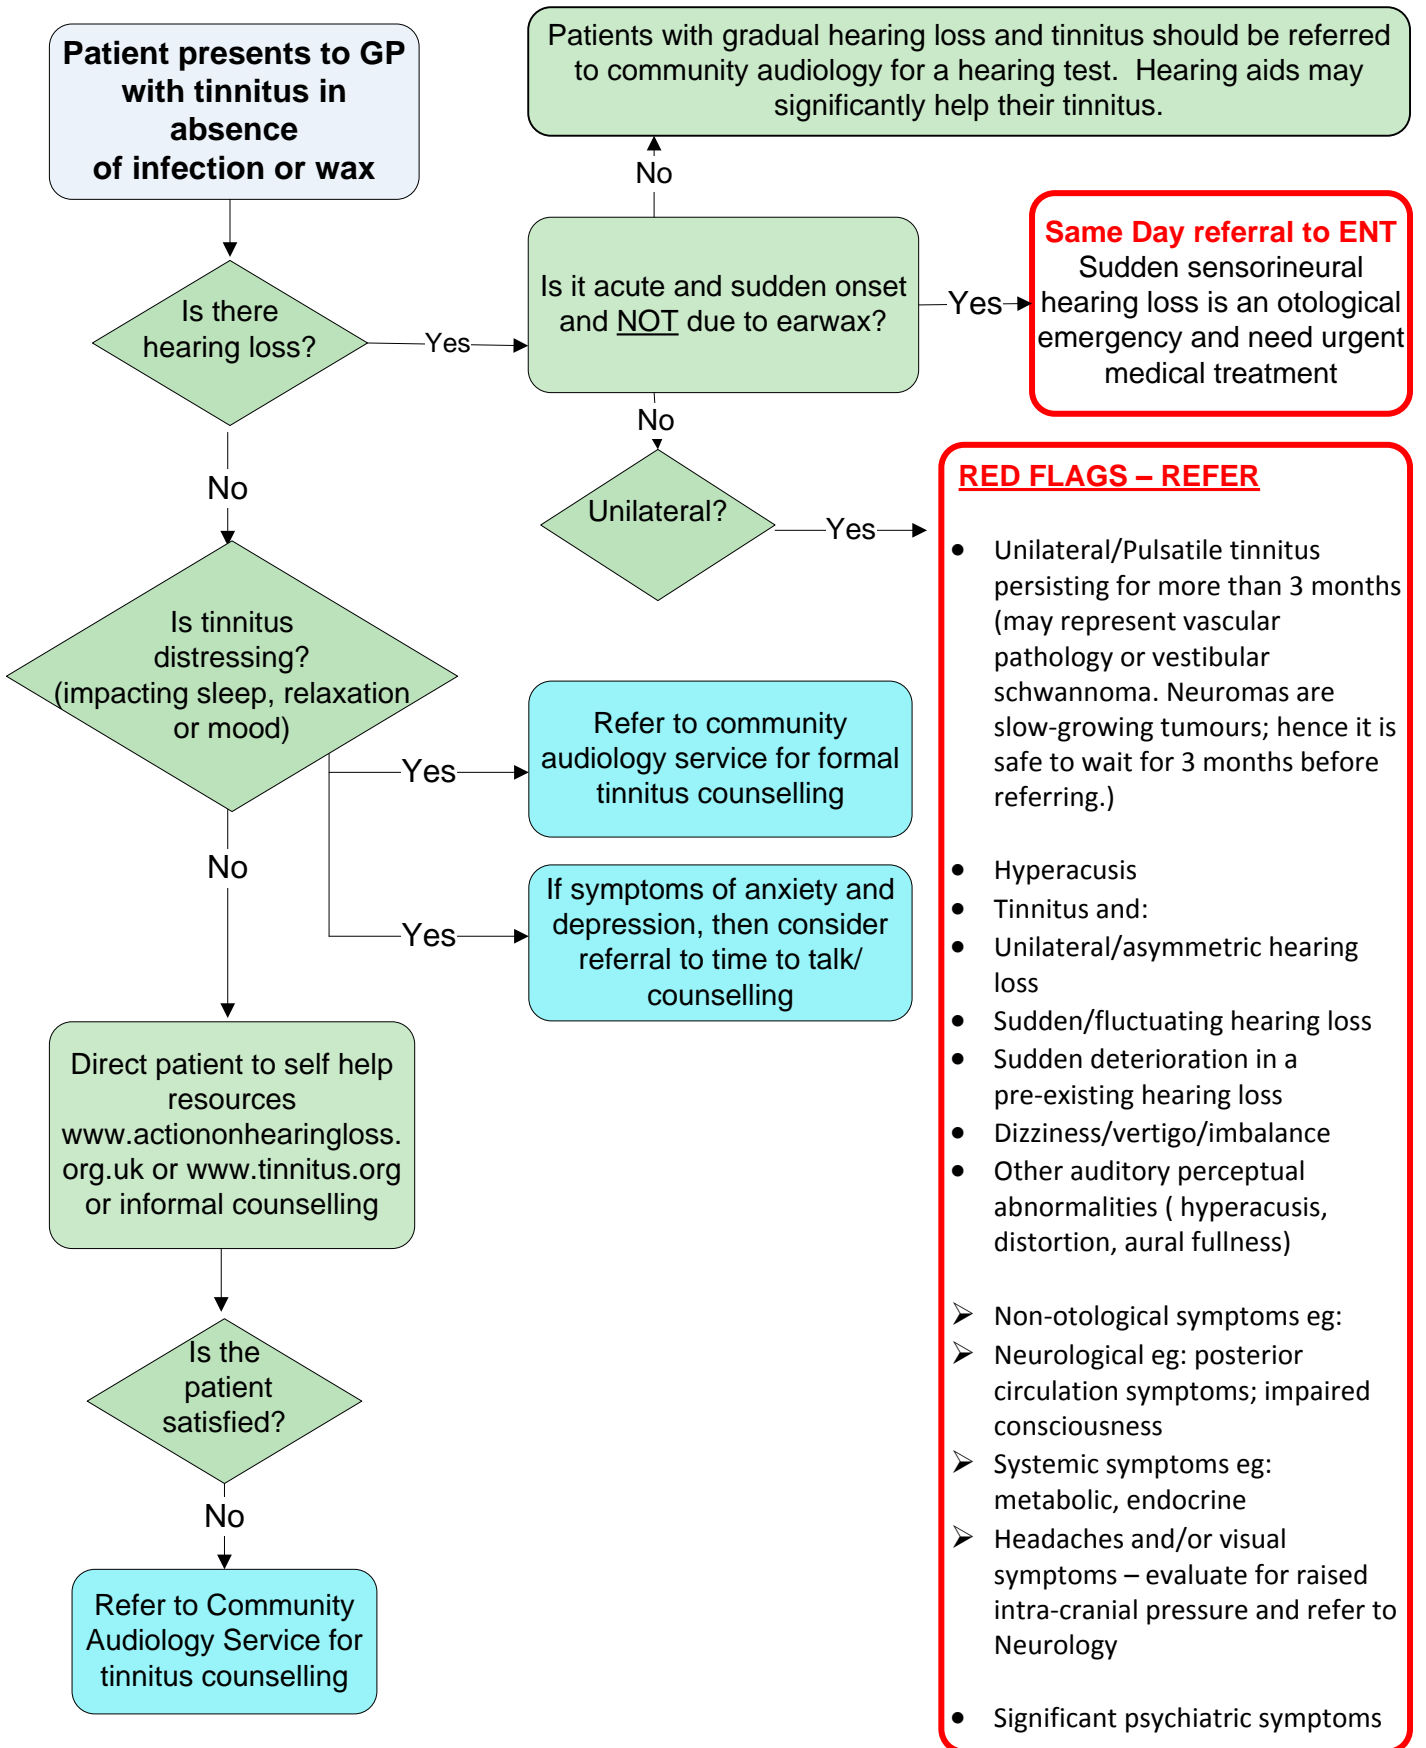 Patient presents to GP
with tinnitus in
absence
of infection or wax
Patients with gradual hearing loss and tinnitus should be referred
to community audiology for a hearing test.  Hearing aids may
significantly help their tinnitus.
No
Is there
hearing loss?
Yes
Is it acute and sudden onset
and NOT due to earwax?
Yes
Same Day referral to ENT
Sudden sensorineural
hearing loss is an otological
emergency and need urgent
medical treatment
No
Unilateral?
Yes
No
Is tinnitus
distressing?
(impacting sleep, relaxation
or mood)
Yes
Refer to community
audiology service for formal
tinnitus counselling
Yes
If symptoms of anxiety and
depression, then consider
referral to time to talk/
counselling
No
Direct patient to self help
resources
www.actiononhearingloss.
org.uk or www.tinnitus.org
or informal counselling
Is the
patient
satisfied?
No
Refer to Community
Audiology Service for
tinnitus counselling
RED FLAGS – REFER
• Unilateral/Pulsatile tinnitus
persisting for more than 3 months
(may represent vascular
pathology or vestibular
schwannoma. Neuromas are
slow-growing tumours; hence it is
safe to wait for 3 months before
referring.)
• Hyperacusis
• Tinnitus and:
• Unilateral/asymmetric hearing
loss
• Sudden/fluctuating hearing loss
• Sudden deterioration in a
pre-existing hearing loss
• Dizziness/vertigo/imbalance
• Other auditory perceptual
abnormalities ( hyperacusis,
distortion, aural fullness)
➢ Non-otological symptoms eg:
➢ Neurological eg: posterior
circulation symptoms; impaired
consciousness
➢ Systemic symptoms eg:
metabolic, endocrine
➢ Headaches and/or visual
symptoms – evaluate for raised
intra-cranial pressure and refer to
Neurology
• Significant psychiatric symptoms